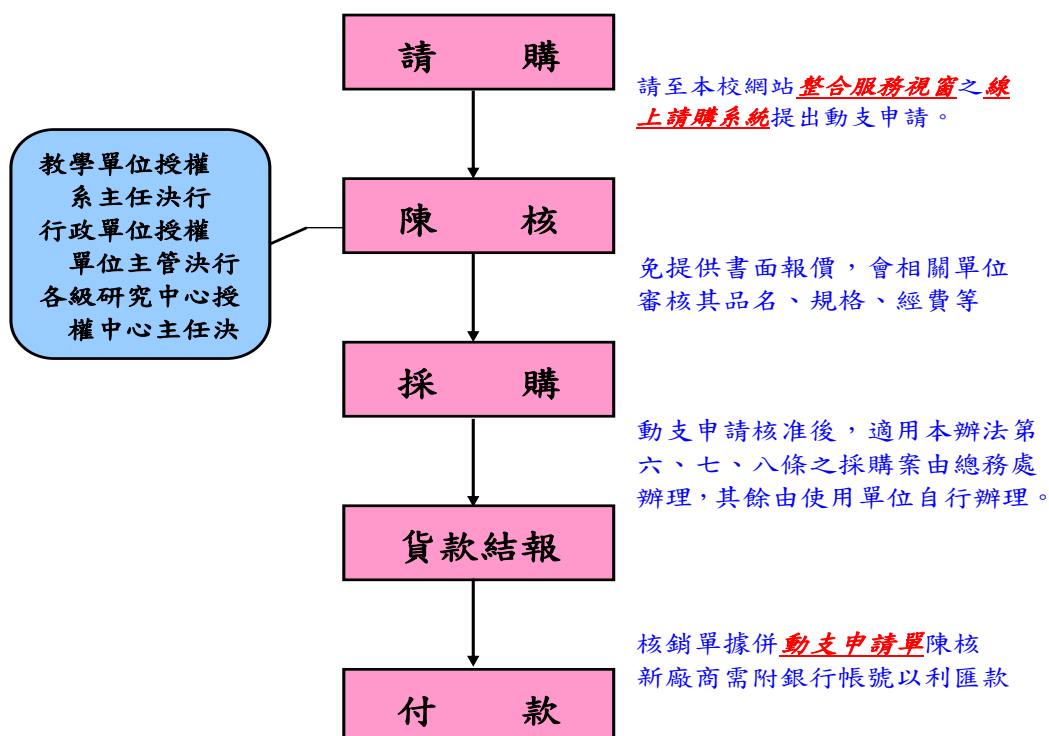 請 購
請至本校網站整合服務視窗之線
上請購系統提出動支申請。
教學單位授權
系主任決行
行政單位授權
單位主管決行
各級研究中心授
權中心主任決
陳 核
免提供書面報價，會相關單位
審核其品名、規格、經費等
採 購
動支申請核准後，適用本辦法第
六、七、八條之採購案由總務處
辦理，其餘由使用單位自行辦理。
貨款結報
核銷單據併動支申請單陳核
新廠商需附銀行帳號以利匯款
付 款